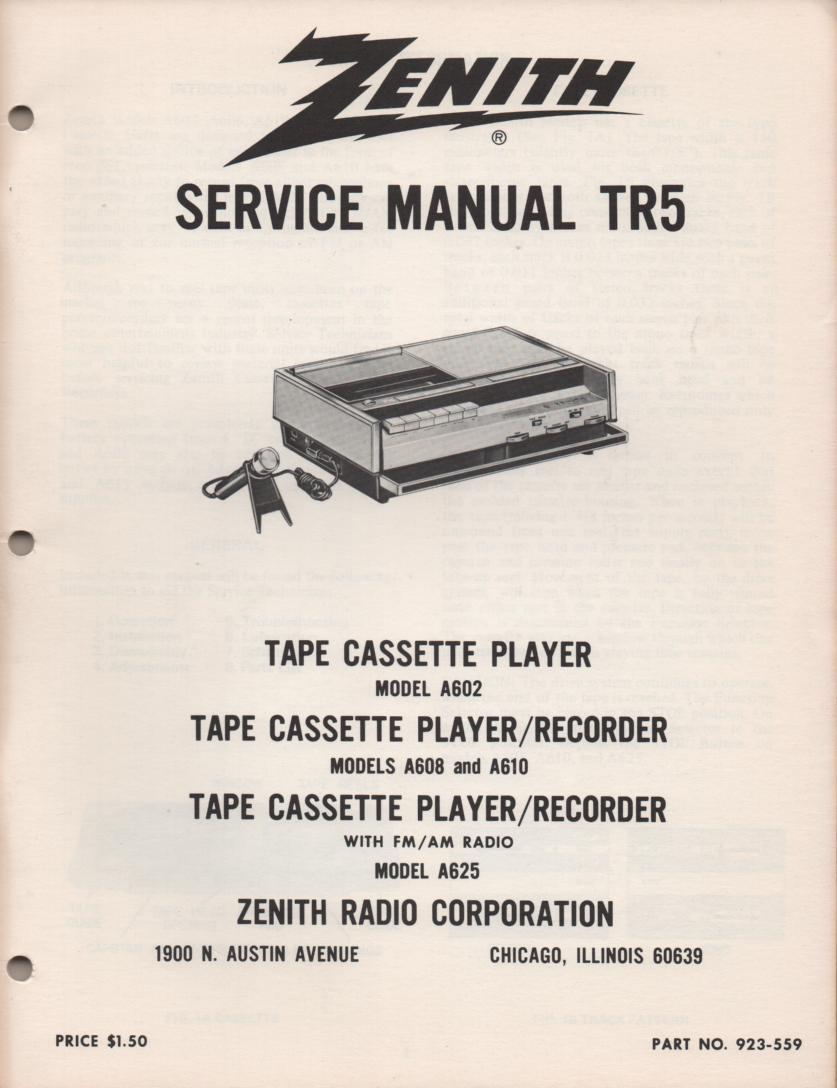 ZENITH
®
SERVICE MANUAL TR5
TAPE CASSETTE PLAYER
MODEL A602
TAPE CASSETTE PLAYER/RECORDER
MODELS A608 and A610
TAPE CASSETTE PLAYER/RECORDER
WITH FM/AM RADIO
MODEL A625
ZENITH RADIO CORPORATION
1900 N. AUSTIN AVENUE CHICAGO, ILLINOIS 60639
PRICE $1.50 PART NO. 923-559